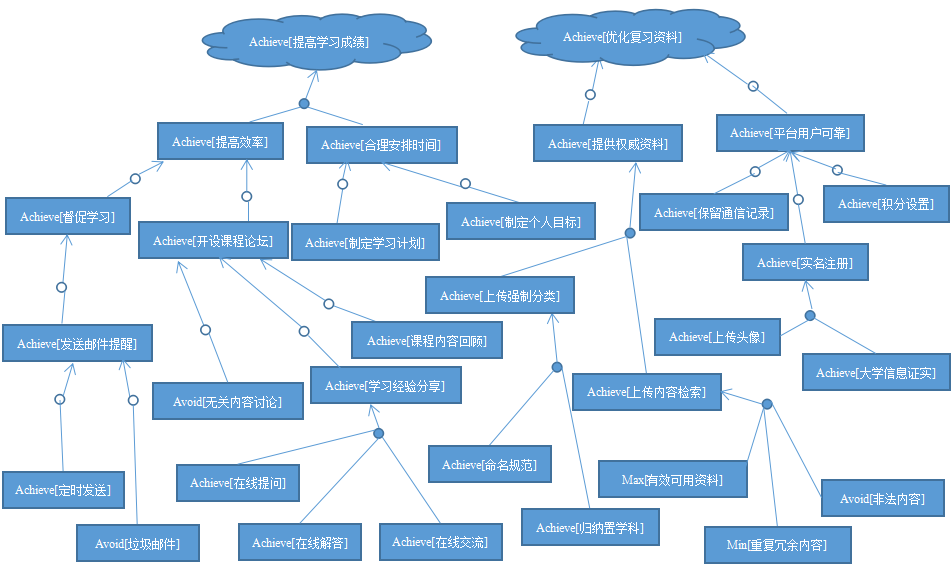 Achieve[提高学习成绩]
Achieve[优化复习资料]
Achieve[提高效率]
Achieve[合理安排时间]
Achieve[提供权威资料]
Achieve[平台用户可靠]
Achieve[督促学习]
Achieve[开设课程论坛]
Achieve[制定学习计划]
Achieve[制定个人目标]
Achieve[保留通信记录]
Achieve[积分设置]
Achieve[实名注册]
Achieve[上传强制分类]
Achieve[发送邮件提醒]
Achieve[课程内容回顾]
Achieve[上传头像]
Achieve[大学信息证实]
Avoid[无关内容讨论]
Achieve[学习经验分享]
Achieve[上传内容检索]
Achieve[定时发送]
Achieve[在线提问]
Achieve[命名规范]
Max[有效可用资料]
Avoid[非法内容]
Avoid[垃圾邮件]
Achieve[在线解答]
Achieve[在线交流]
Achieve[归纳置学科]
Min[重复冗余内容]